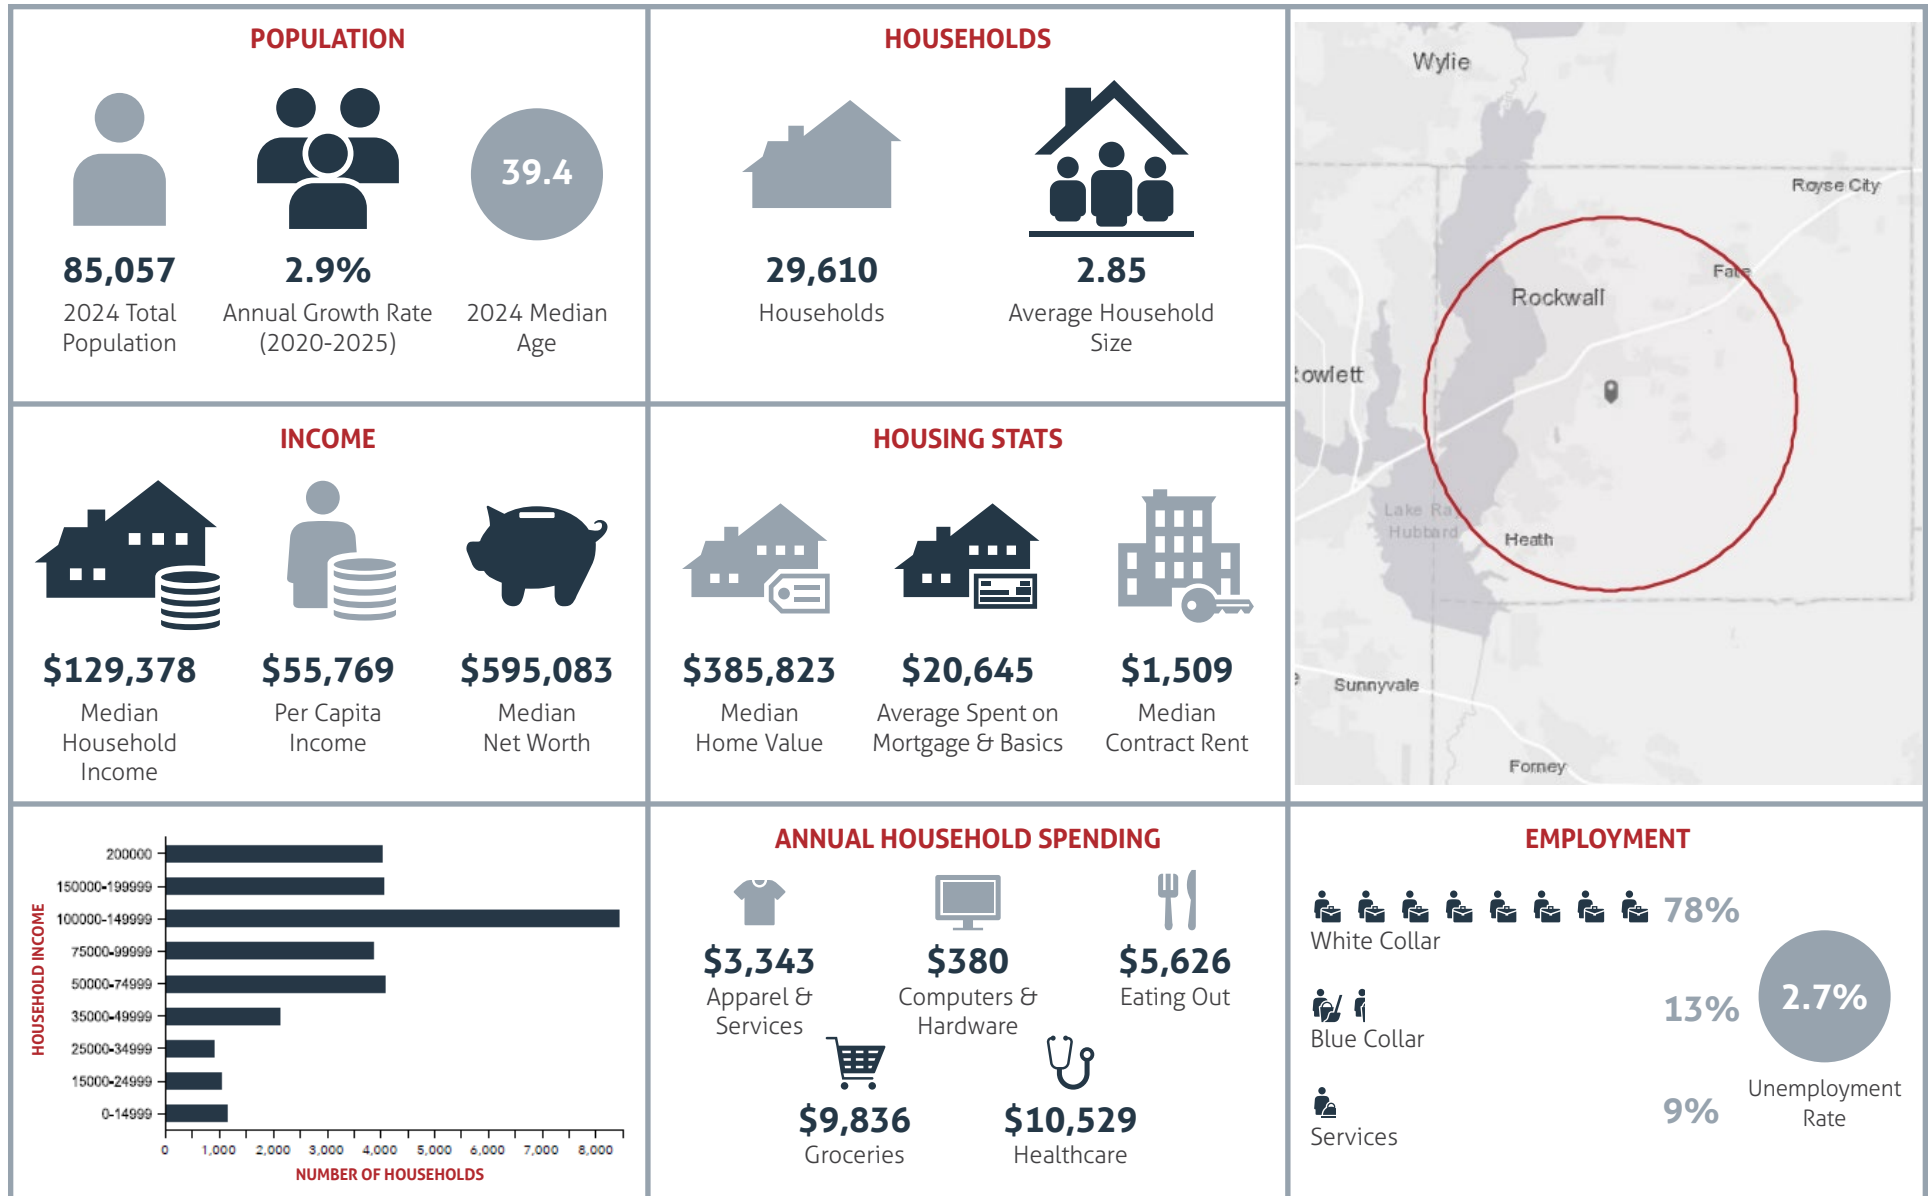 POPULATION
85,057
2024 Total
Population
2.9%
Annual Growth Rate
(2020-2025)
39.4
2024 Median
Age
HOUSEHOLDS
29,610
Households
2.85
Average Household
Size
Wylie
Royse City
Fate
Rockwall
Rowlett
Lake Ray
Hubbard
Heath
Sunnyvale
Forney
INCOME
$129,378
Median
Household
Income
$55,769
Per Capita
Income
$595,083
Median
Net Worth
HOUSING STATS
$385,823
Median
Home Value
$20,645
Average Spent on
Mortgage & Basics
$1,509
Median
Contract Rent
HOUSEHOLD INCOME
200000
150000-199999
100000-149999
75000-99999
50000-74999
35000-49999
25000-34999
15000-24999
0-14999
0 1,000 2,000 3,000 4,000 5,000 6,000 7,000 8,000
NUMBER OF HOUSEHOLDS
ANNUAL HOUSEHOLD SPENDING
$3,343
Apparel &
Services
$380
Computers &
Hardware
$5,626
Eating Out
$9,836
Groceries
$10,529
Healthcare
EMPLOYMENT
78%
White Collar
13%
Blue Collar
9%
Services
2.7%
Unemployment
Rate